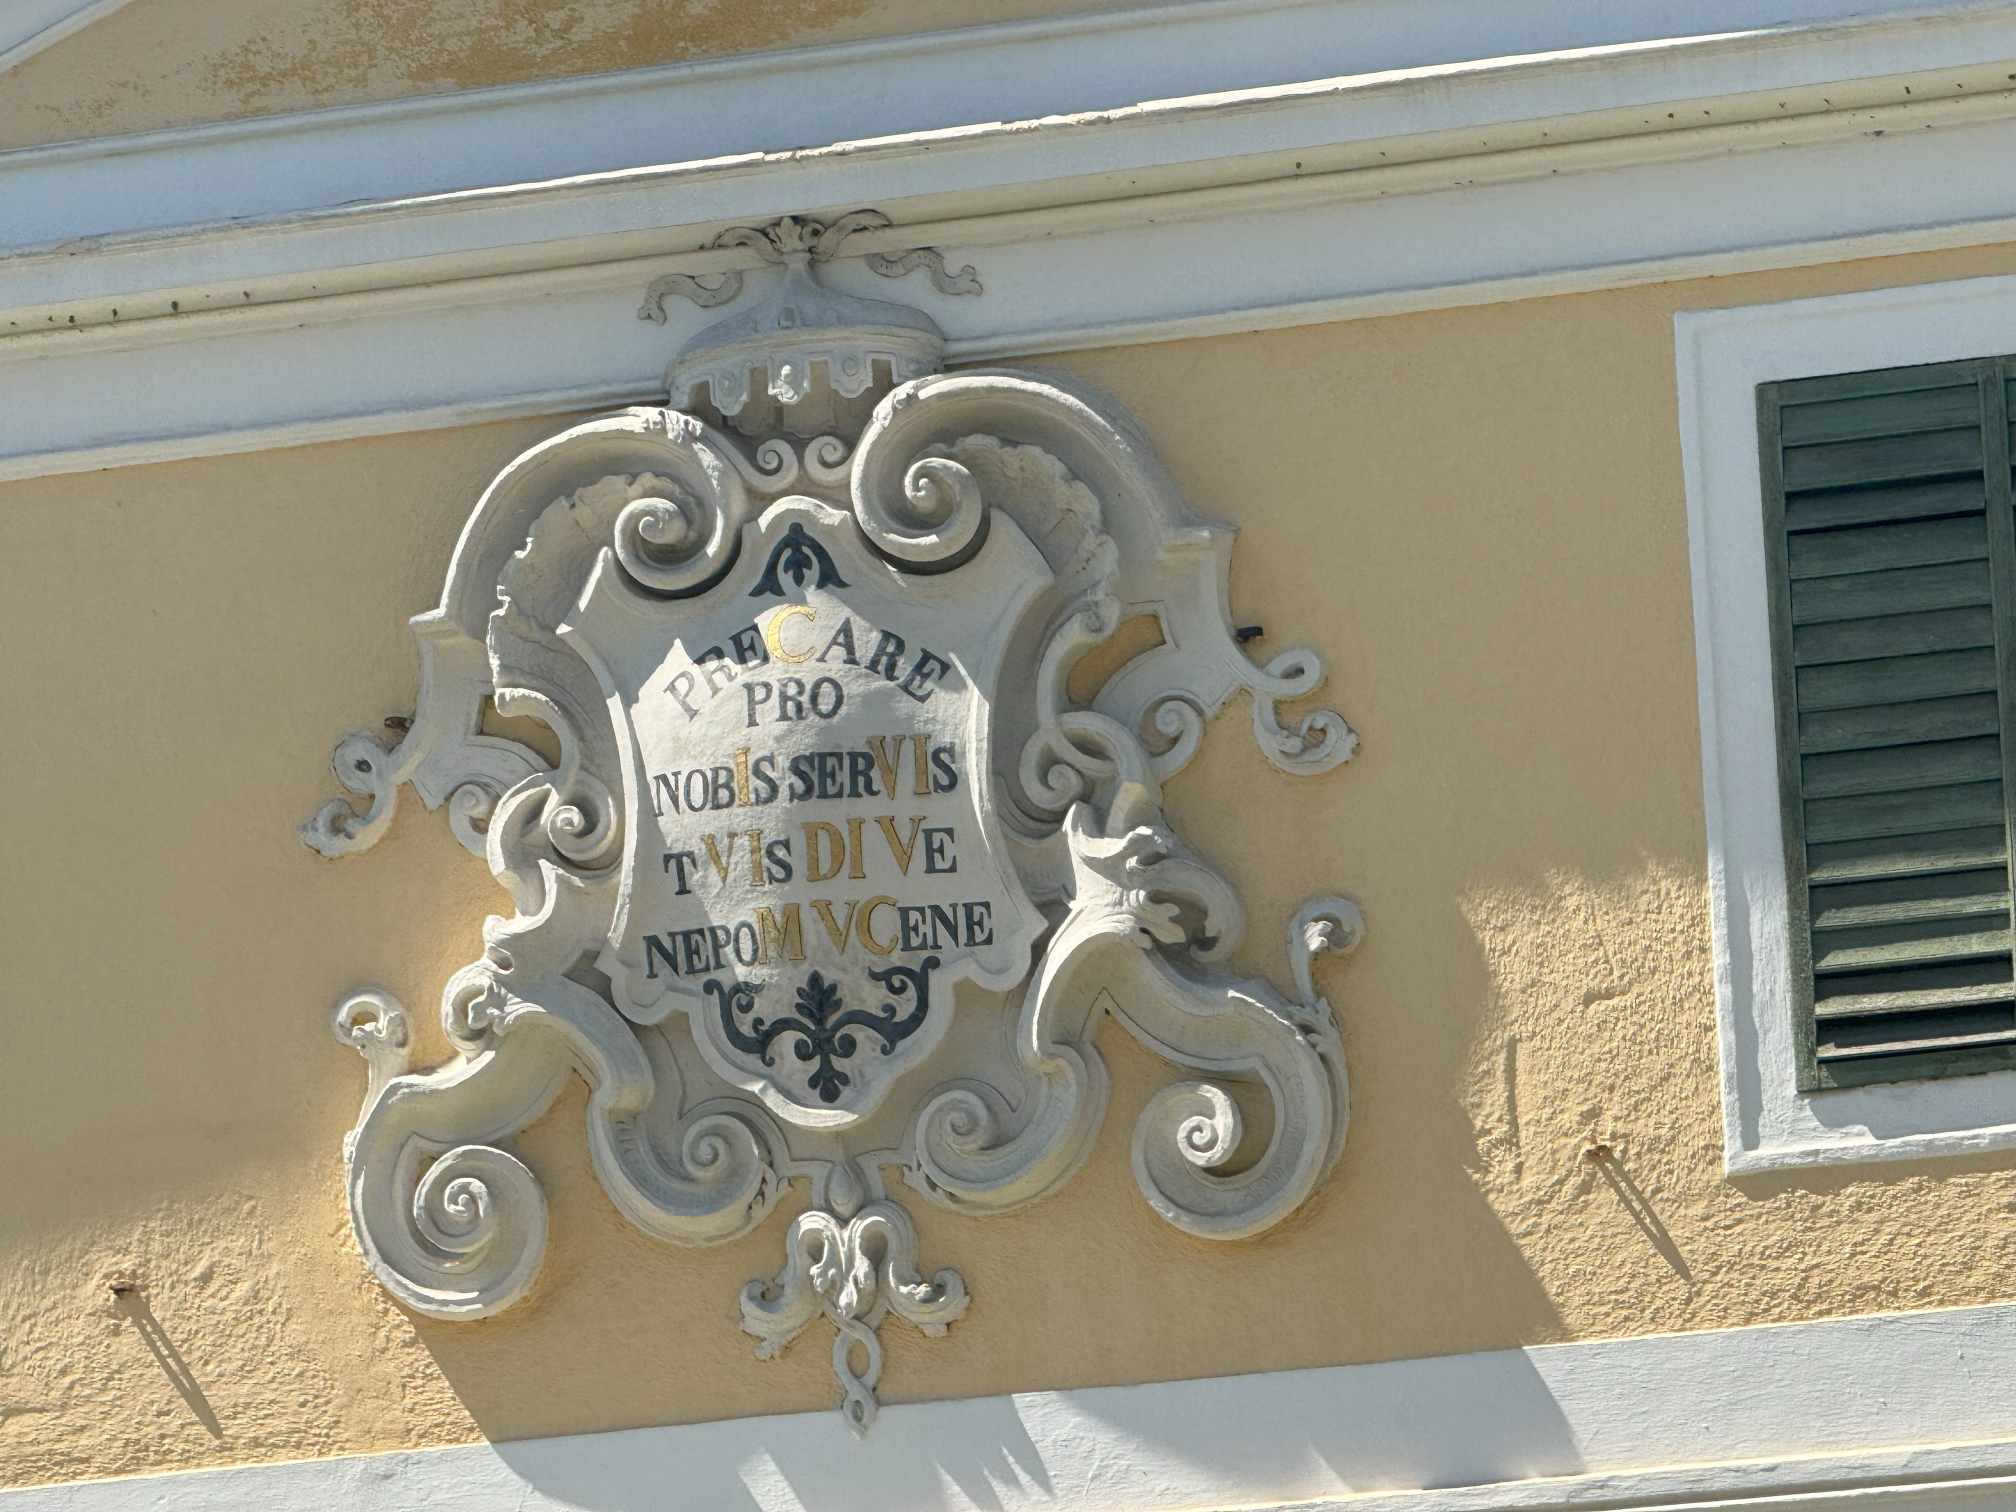 PRECARE
PRO
NOBIS SERVIS
TVIS DIVE
NEPOMVCENE